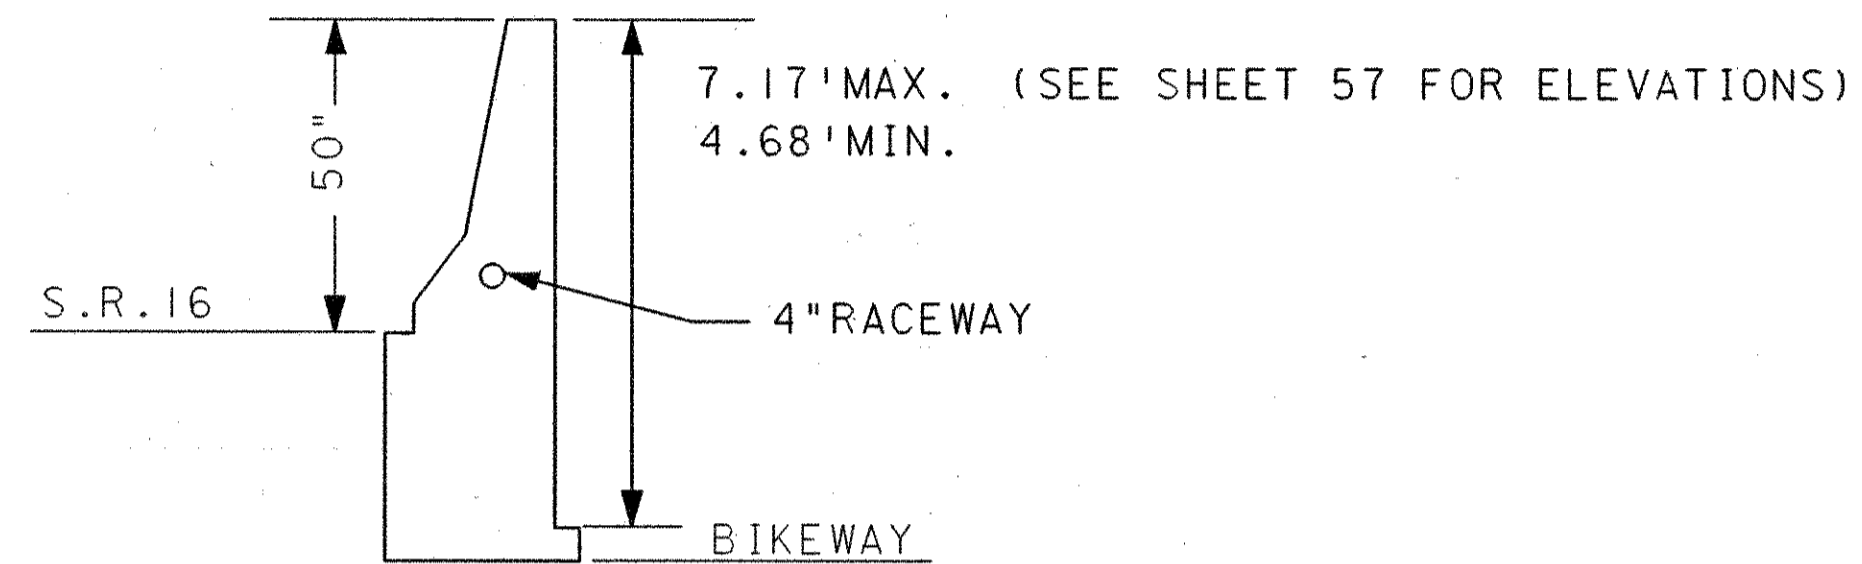 7.17'MAX. (SEE SHEET 57 FOR ELEVATIONS)
4.68'MIN.
50"
S.R.16
4"RACEWAY
BIKEWAY